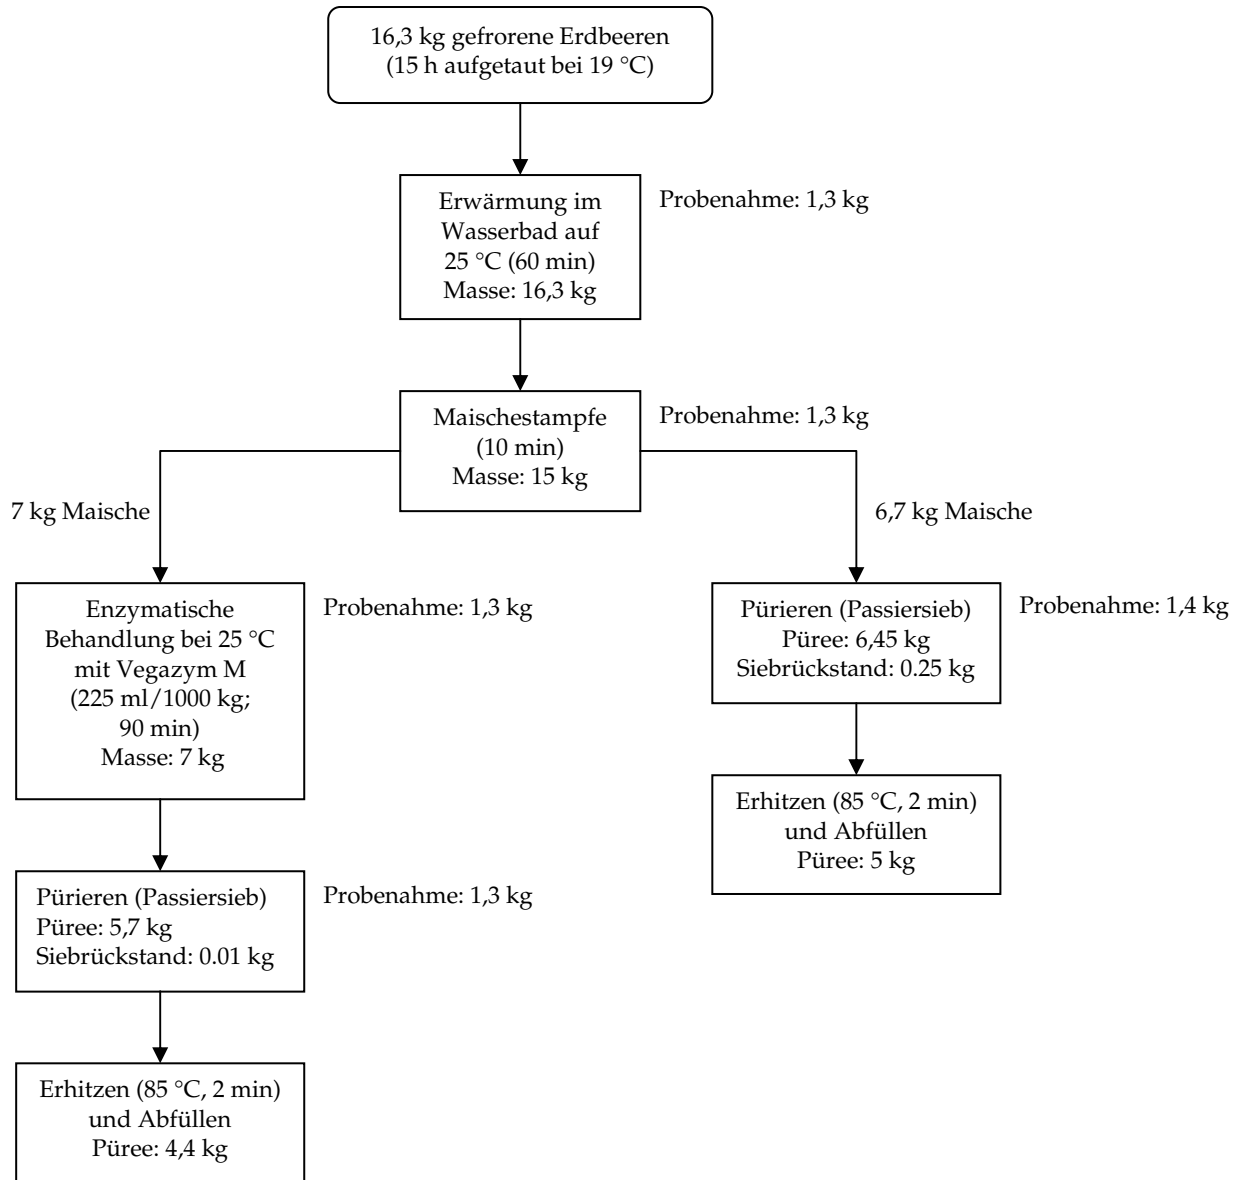 16,3 kg gefrorene Erdbeeren
(15 h aufgetaut bei 19 °C)
Erwärmung im
Wasserbad auf
25 °C (60 min)
Masse: 16,3 kg
Probenahme: 1,3 kg
Maischestampfe
(10 min)
Masse: 15 kg
Probenahme: 1,3 kg
7 kg Maische
6,7 kg Maische
Enzymatische
Behandlung bei 25 °C
mit Vegazym M
(225 ml/1000 kg;
90 min)
Masse: 7 kg
Probenahme: 1,3 kg
Pürieren (Passiersieb)
Püree: 6,45 kg
Siebrückstand: 0.25 kg
Probenahme: 1,4 kg
Erhitzen (85 °C, 2 min)
und Abfüllen
Püree: 5 kg
Pürieren (Passiersieb)
Püree: 5,7 kg
Siebrückstand: 0.01 kg
Probenahme: 1,3 kg
Erhitzen (85 °C, 2 min)
und Abfüllen
Püree: 4,4 kg